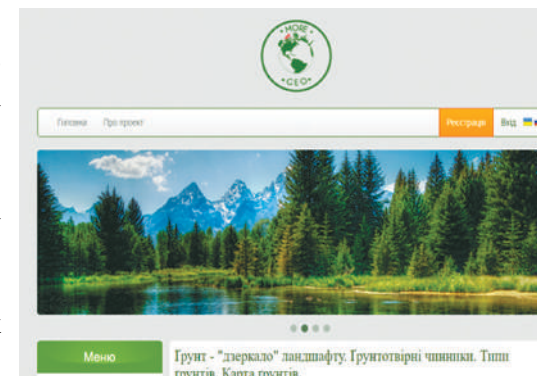 • MORE •
• GEO •
Головна Про проект Реєстрація Вхід
Меню
Ґрунт - "дзеркало" ландшафту. Ґрунтотвірні чинники. Типи
ґрунтів. Карта ґрунтів